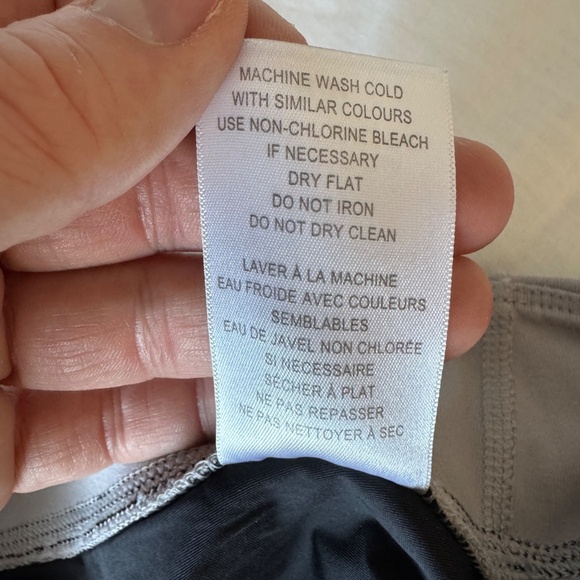 MACHINE WASH COLD
WITH SIMILAR COLOURS
USE NON-CHLORINE BLEACH
IF NECESSARY
DRY FLAT
DO NOT IRON
DO NOT DRY CLEAN
LAVER À LA MACHINE
EAU FROIDE AVEC COULEURS
SEMBLABLES
EAU DE JAVEL NON CHLORÉE
SI NECESSAIRE
SÉCHER À PLAT
NE PAS REPASSER
NE PAS NETTOYER À SEC